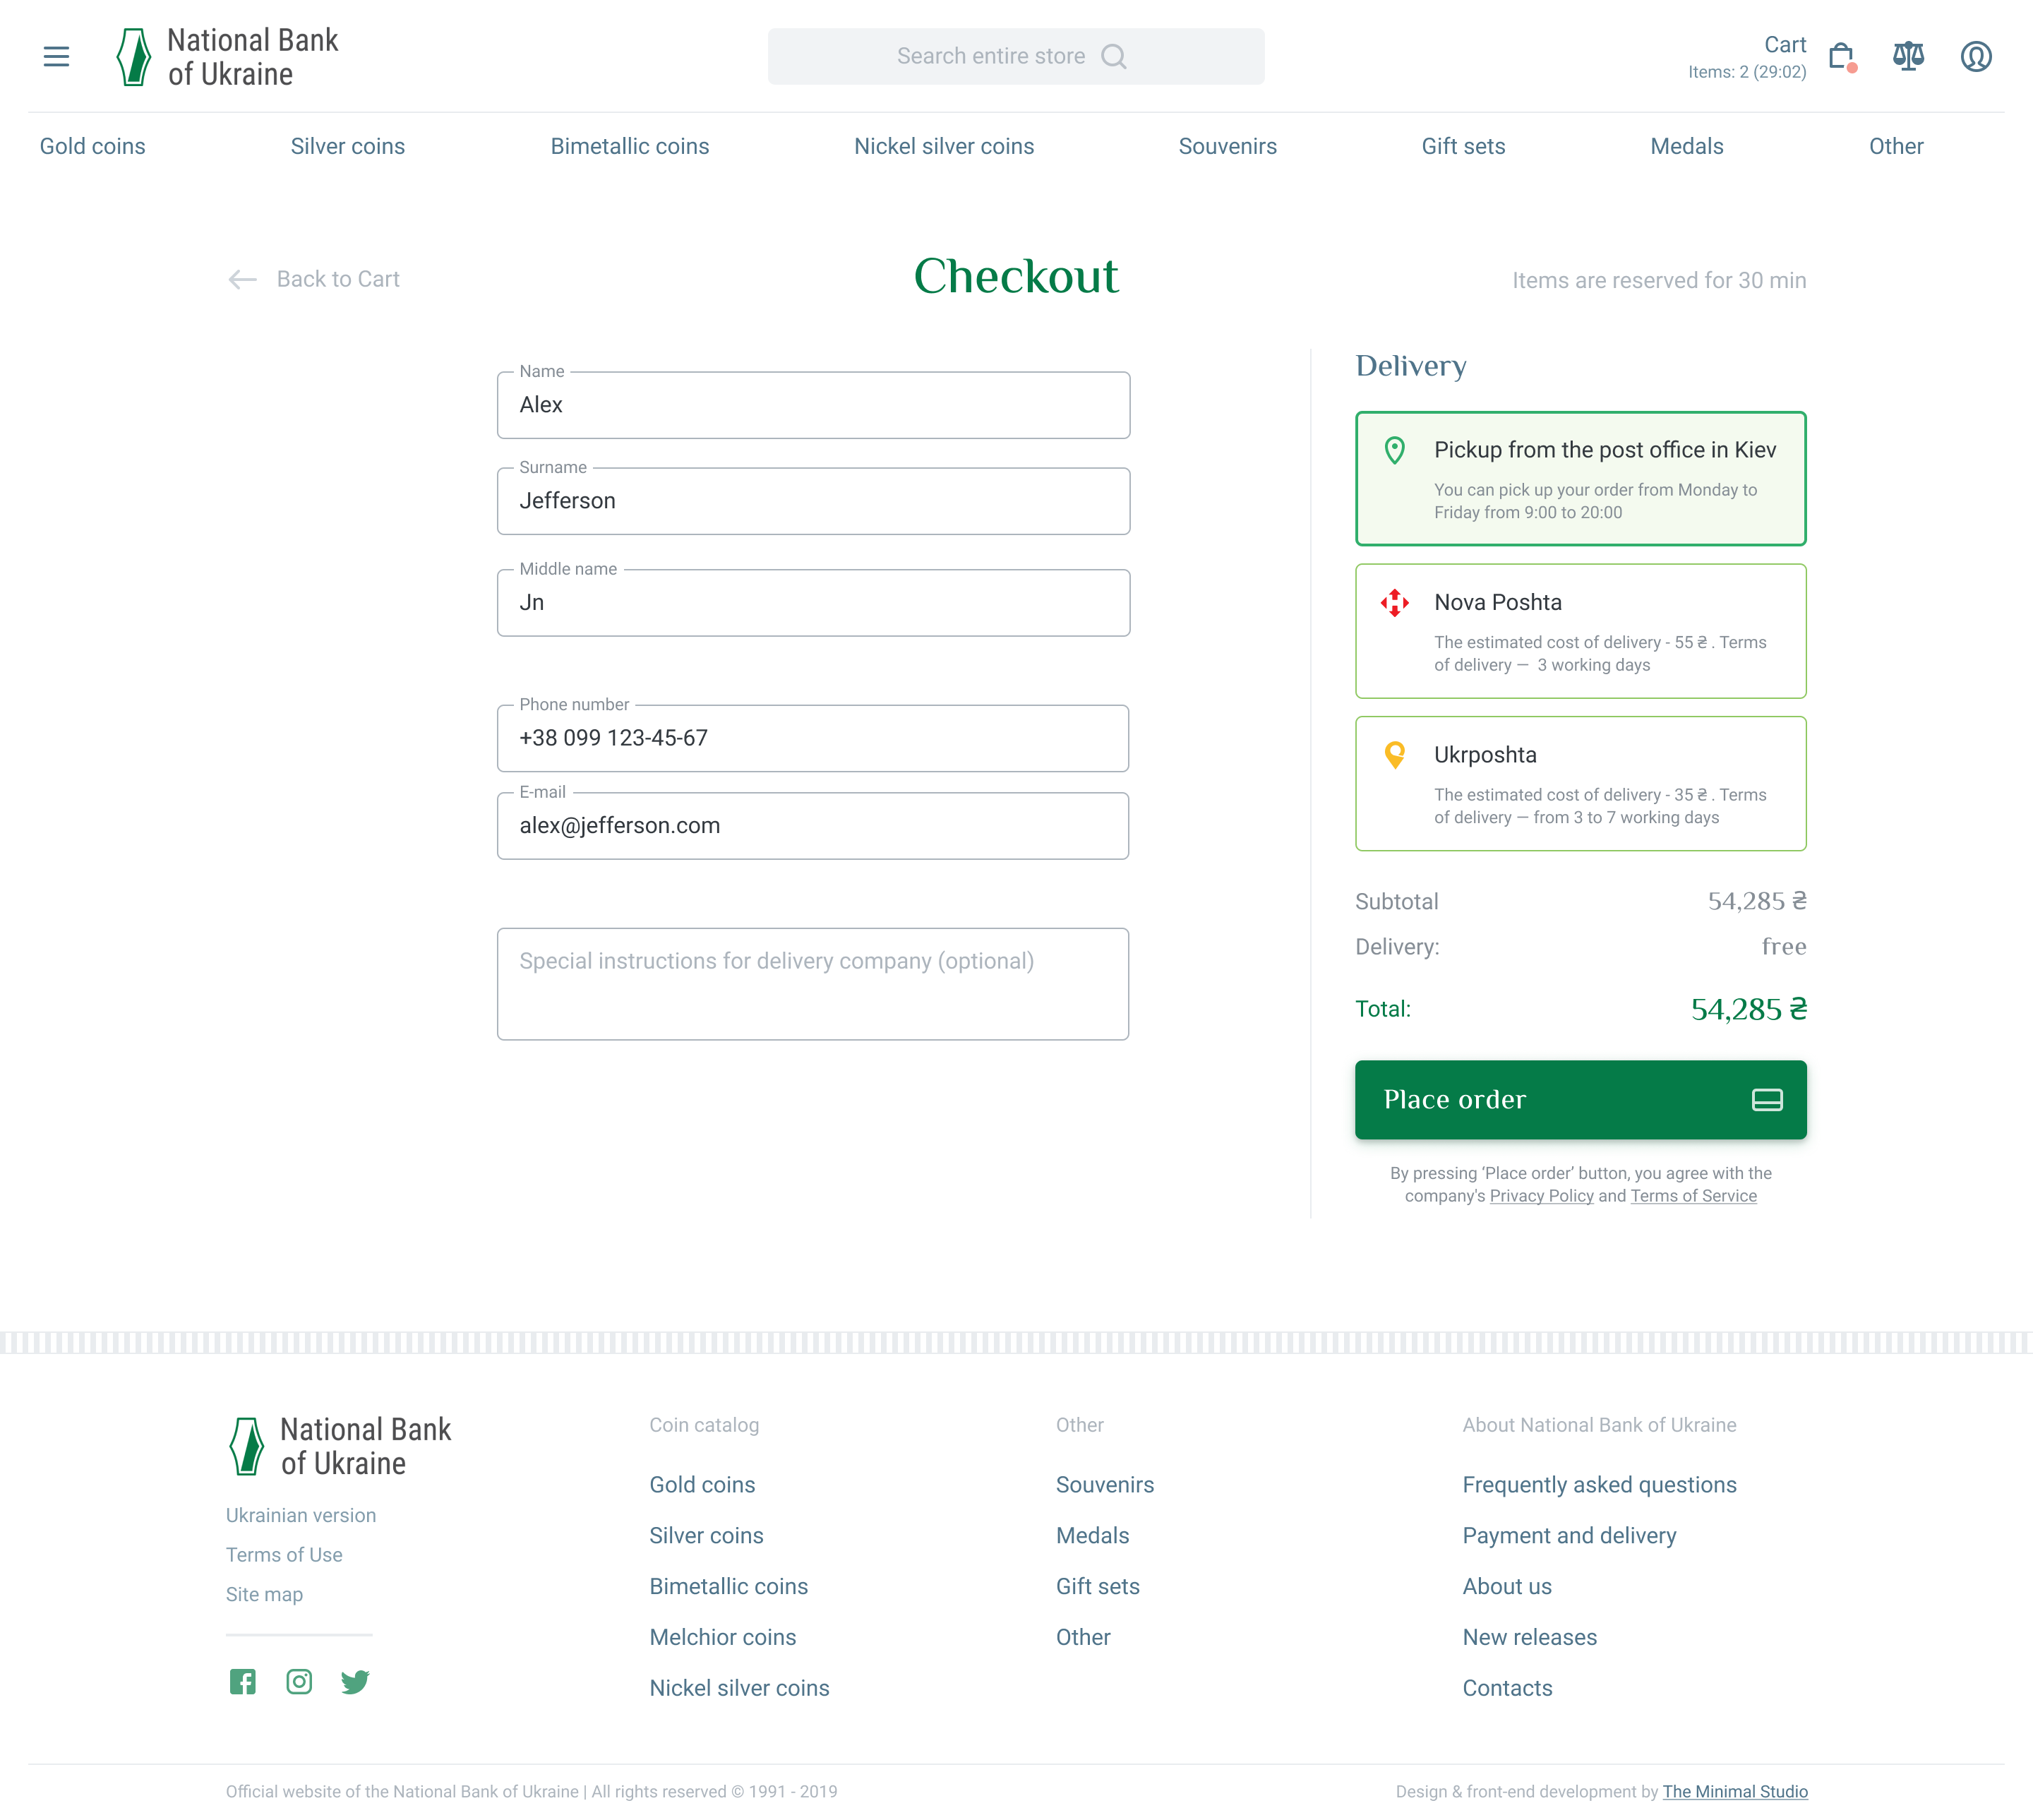 National Bank
of Ukraine
Search entire store
Cart
Items: 2 (29:02)
Gold coins
Silver coins
Bimetallic coins
Nickel silver coins
Souvenirs
Gift sets
Medals
Other
Back to Cart
Checkout
Items are reserved for 30 min
Name
Alex
Surname
Jefferson
Middle name
Jn
Phone number
+38 099 123-45-67
E-mail
alex@jefferson.com
Special instructions for delivery company (optional)
Delivery
Pickup from the post office in Kiev
You can pick up your order from Monday to
Friday from 9:00 to 20:00
Nova Poshta
The estimated cost of delivery - 55 ₴ . Terms
of delivery — 3 working days
Ukrposhta
The estimated cost of delivery - 35 ₴ . Terms
of delivery — from 3 to 7 working days
Subtotal 54,285 ₴
Delivery: free
Total: 54,285 ₴
Place order
By pressing ‘Place order’ button, you agree with the
company's Privacy Policy and Terms of Service
National Bank
of Ukraine
Ukrainian version
Terms of Use
Site map
Coin catalog
Gold coins
Silver coins
Bimetallic coins
Melchior coins
Nickel silver coins
Other
Souvenirs
Medals
Gift sets
Other
About National Bank of Ukraine
Frequently asked questions
Payment and delivery
About us
New releases
Contacts
Official website of the National Bank of Ukraine | All rights reserved © 1991 - 2019
Design & front-end development by The Minimal Studio